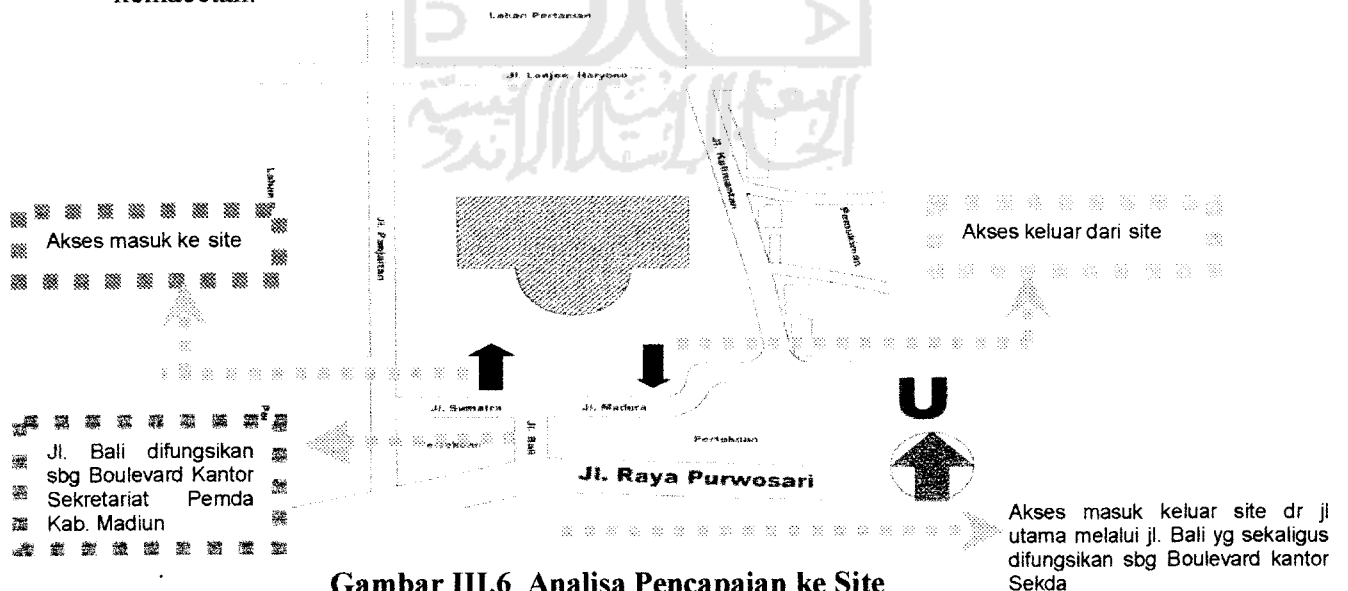 Lahan Pertanian
Jl. Letjen. Haryono
Jl. Kalimantan
Lahan
Akses masuk ke site
Jl. Panjaitan
Pemukiman
Akses keluar dari site
Jl. Sumatra
Jl. Madura
U
Jl. Bali difungsikan
sbg Boulevard Kantor
Sekretariat Pemda
Kab. Madiun
Jl. Bali
Pertokoan
Jl. Raya Purwosari
Akses masuk keluar site dr jl
utama melalui jl. Bali yg sekaligus
difungsikan sbg Boulevard kantor
Sekda
Gambar III.6 Analisa Pencapaian ke Site